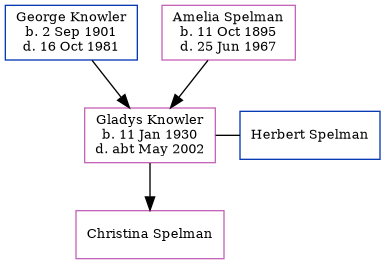 George Knowler
b. 2 Sep 1901
d. 16 Oct 1981
Amelia Spelman
b. 11 Oct 1895
d. 25 Jun 1967
Gladys Knowler
b. 11 Jan 1930
d. abt May 2002
Herbert Spelman
Christina Spelman